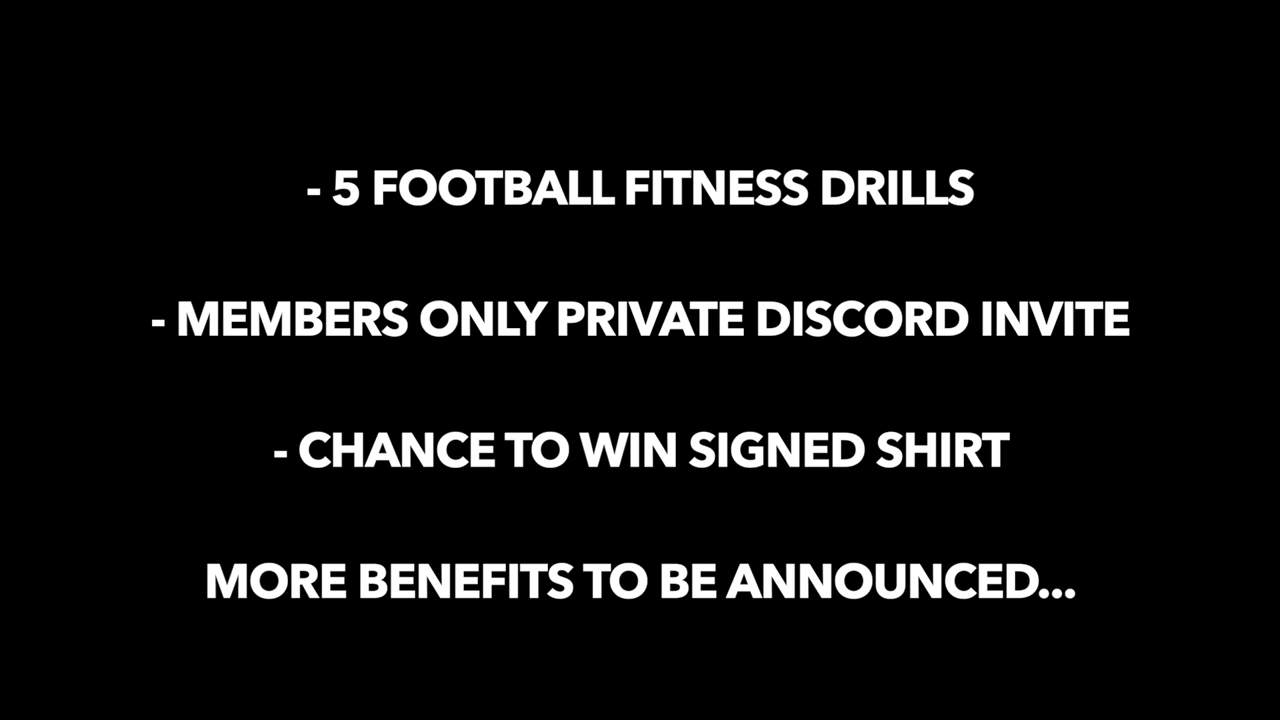 - 5 FOOTBALL FITNESS DRILLS
- MEMBERS ONLY PRIVATE DISCORD INVITE
- CHANCE TO WIN SIGNED SHIRT
MORE BENEFITS TO BE ANNOUNCED...